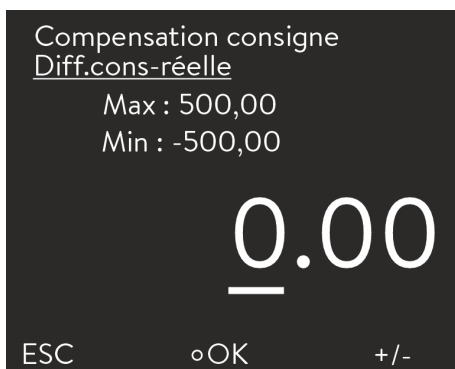 Compensation consigne
Diff.cons-réelle
Max : 500,00
Min : -500,00
0.00
ESC °OK +/-